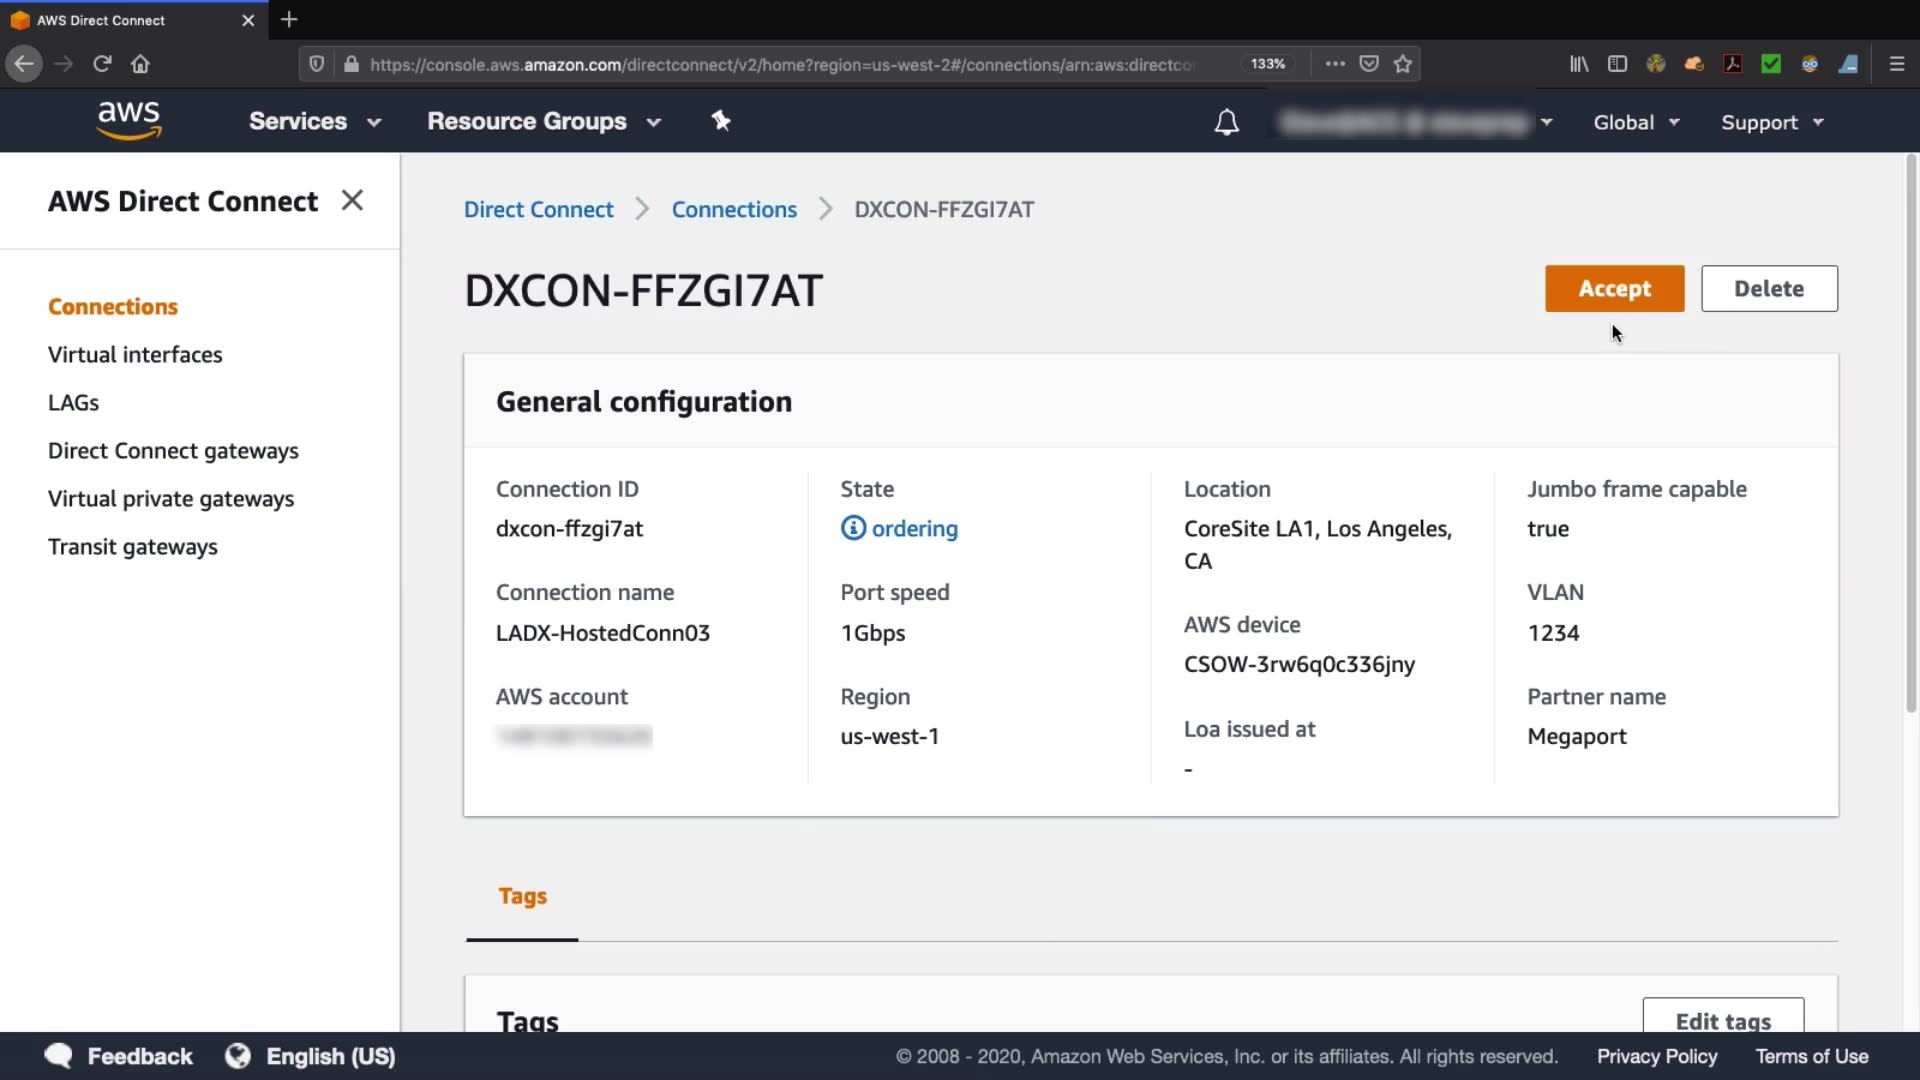 AWS Direct Connect
https://console.aws.amazon.com/directconnect/v2/home?region=us-west-2#/connections/arn:aws:directco
133%
aws
Services
Resource Groups
Global
Support
AWS Direct Connect
Connections
Virtual interfaces
LAGs
Direct Connect gateways
Virtual private gateways
Transit gateways
Direct Connect
Connections
DXCON-FFZGI7AT
DXCON-FFZGI7AT
Accept
Delete
General configuration
Connection ID
dxcon-ffzgi7at
Connection name
LADX-HostedConn03
AWS account
State
ordering
Port speed
1Gbps
Region
us-west-1
Location
CoreSite LA1, Los Angeles,
CA
AWS device
CSOW-3rw6q0c336jny
Loa issued at
-
Jumbo frame capable
true
VLAN
1234
Partner name
Megaport
Tags
Tags
Edit tags
Feedback
English (US)
© 2008 - 2020, Amazon Web Services, Inc. or its affiliates. All rights reserved.
Privacy Policy
Terms of Use